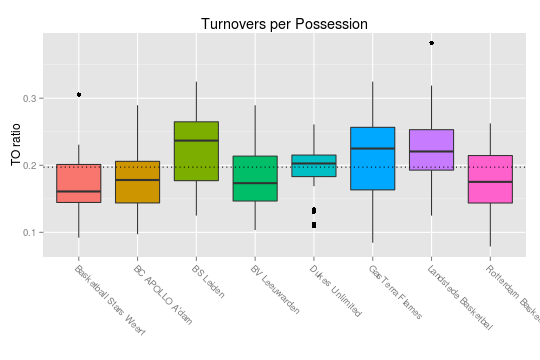 Turnovers per Possession
TO ratio
0.3
0.2
0.1
Basketball Stars Weert
BC APOLLO A'dam
BS Leiden
BV Leeuwarden
Dukes Unlimited
GasTerra Flames
Landstede Basketbal
Rotterdam Basket